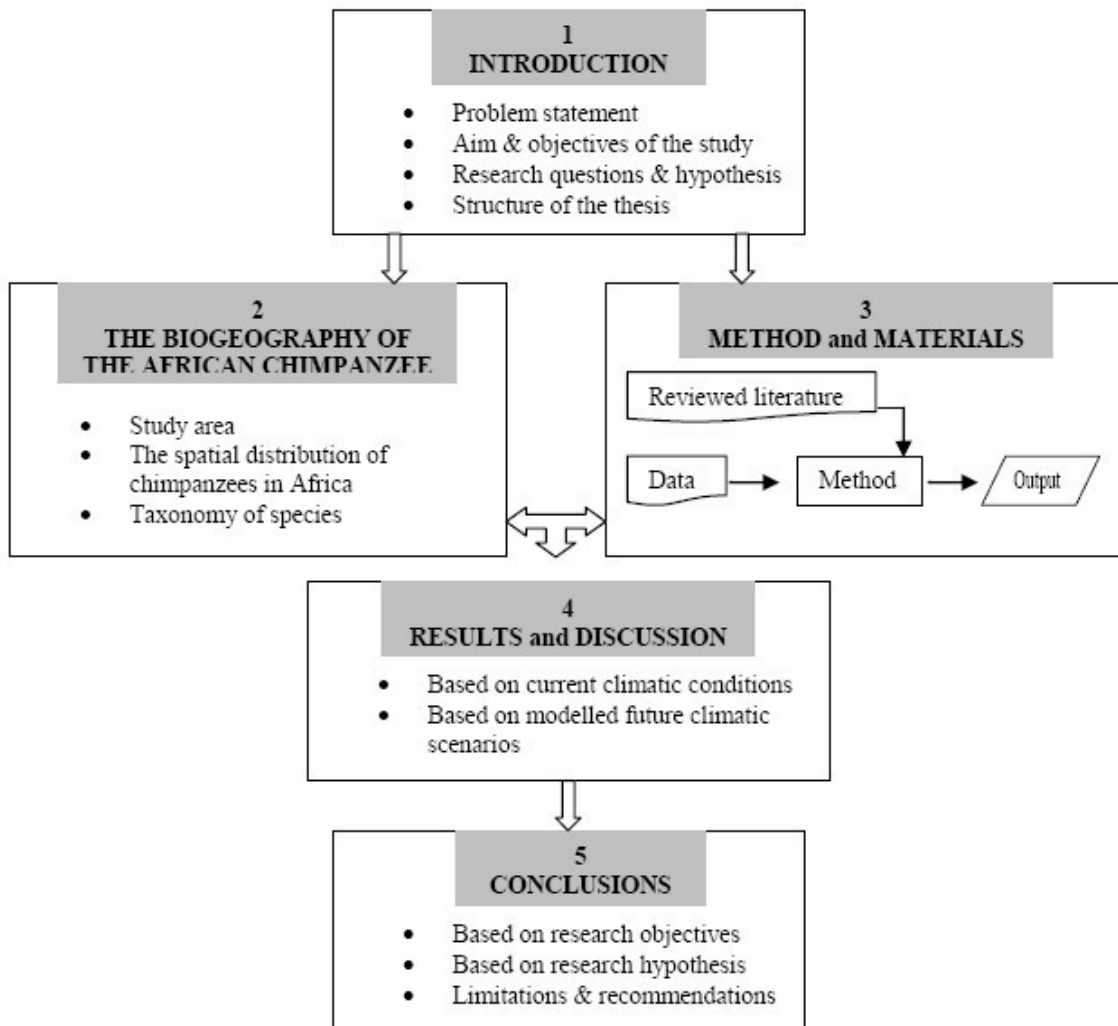 1
INTRODUCTION
• Problem statement
• Aim & objectives of the study
• Research questions & hypothesis
• Structure of the thesis
2
THE BIOGEOGRAPHY OF
THE AFRICAN CHIMPANZEE
• Study area
• The spatial distribution of
chimpanzees in Africa
• Taxonomy of species
3
METHOD and MATERIALS
Reviewed literature
Data
Method
Output
4
RESULTS and DISCUSSION
• Based on current climatic conditions
• Based on modelled future climatic
scenarios
5
CONCLUSIONS
• Based on research objectives
• Based on research hypothesis
• Limitations & recommendations